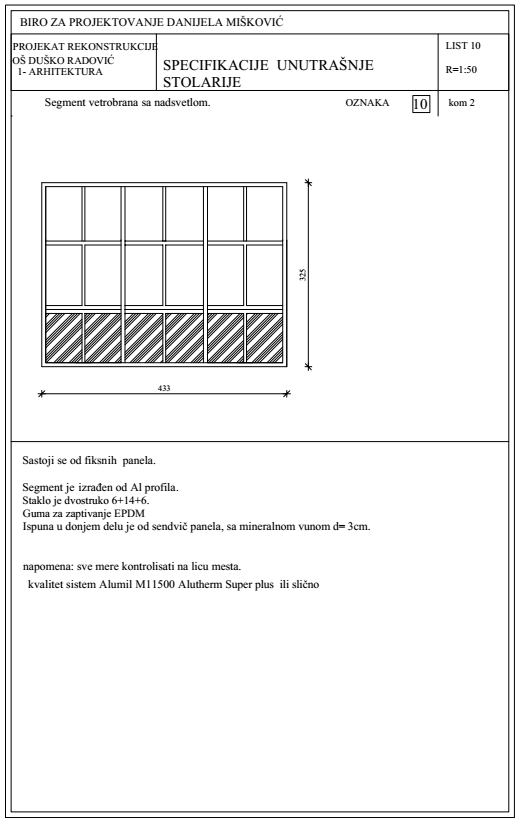 BIRO ZA PROJEKTOVANJE DANIJELA MIŠKOVIĆ
PROJEKAT REKONSTRUKCIJE
OŠ DUŠKO RADOVIĆ
1- ARHITEKTURA
SPECIFIKACIJE UNUTRAŠNJE
STOLARIJE
LIST 10
R=1:50
Segment vetrobrana sa nadsvetlom.
OZNAKA 10 kom 2
325
433
Sastoji se od fiksnih panela.
Segment je izrađen od Al profila.
Staklo je dvostruko 6+14+6.
Guma za zaptivanje EPDM
Ispuna u donjem delu je od sendvič panela, sa mineralnom vunom d= 3cm.
napomena: sve mere kontrolisati na licu mesta.
kvalitet sistem Alumil M11500 Alutherm Super plus ili slično